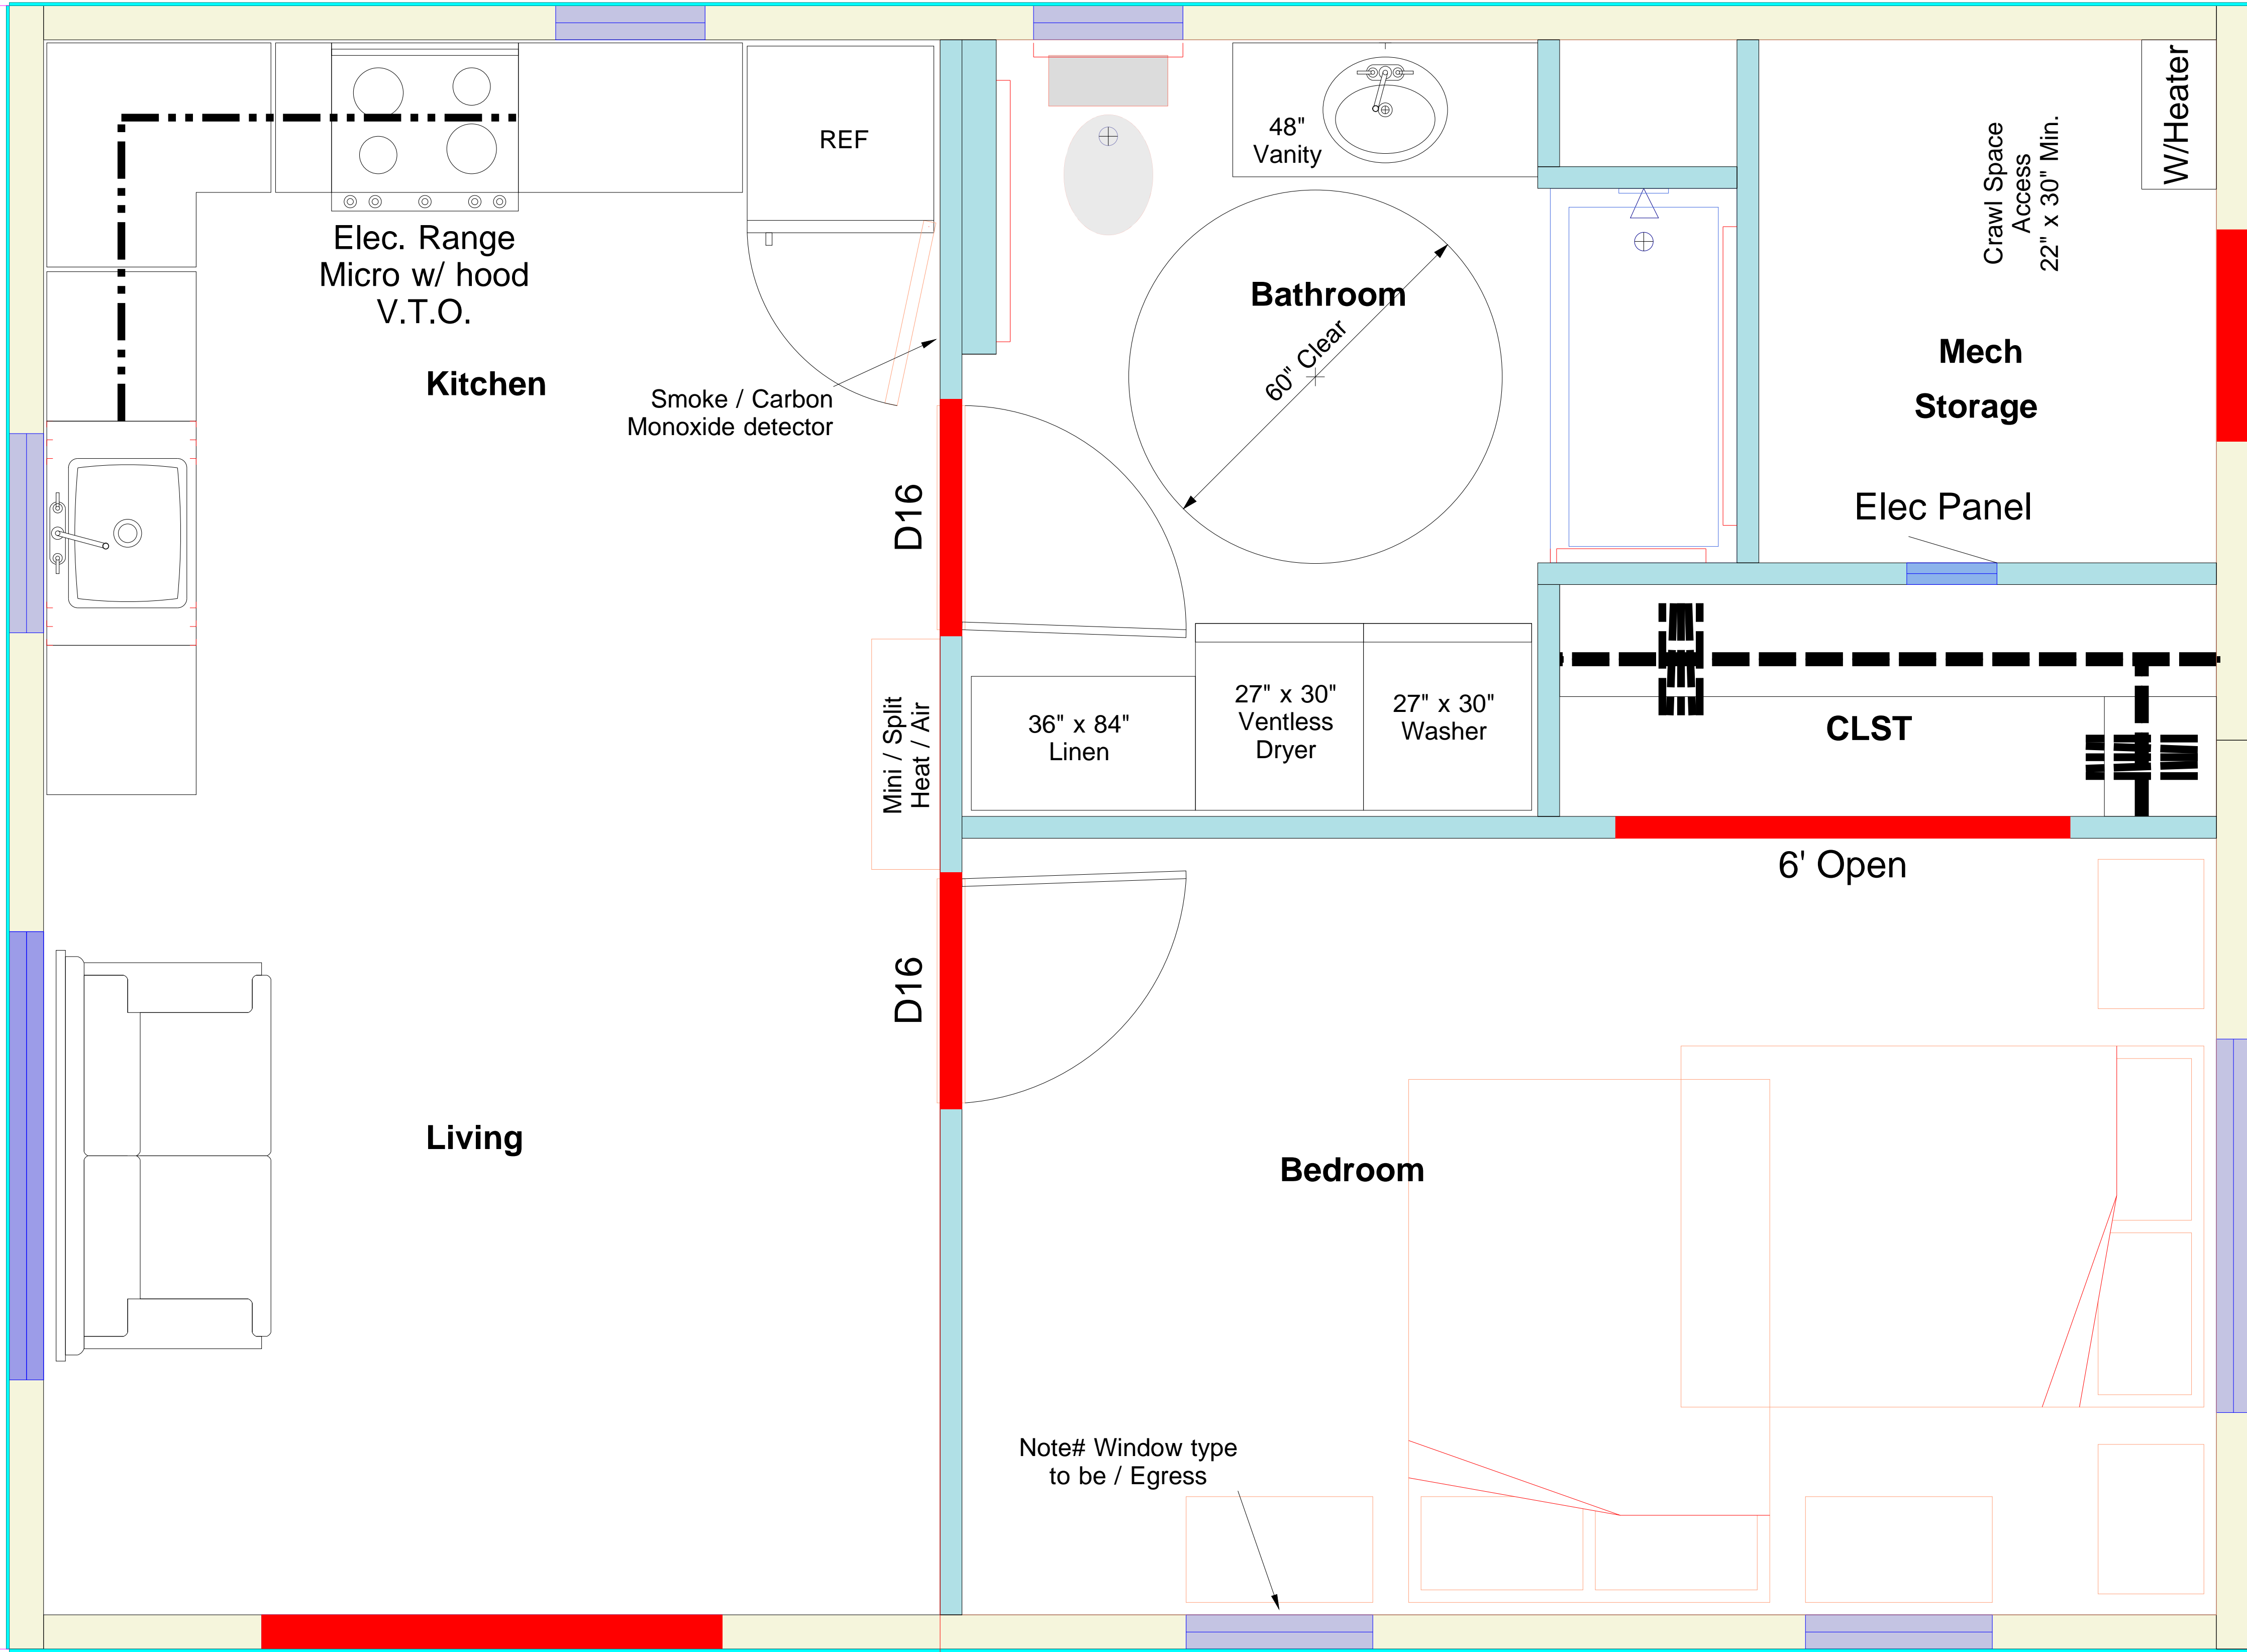 REF
48"
Vanity
W/Heater
Crawl Space
Access
22" x 30" Min.
Elec. Range
Micro w/ hood
V.T.O.
Bathroom
60" Clear
Mech
Storage
Kitchen
Smoke / Carbon
Monoxide detector
D16
Elec Panel
Mini / Split
Heat / Air
36" x 84"
Linen
27" x 30"
Ventless
Dryer
27" x 30"
Washer
CLST
6' Open
D16
Living
Bedroom
Note# Window type
to be / Egress